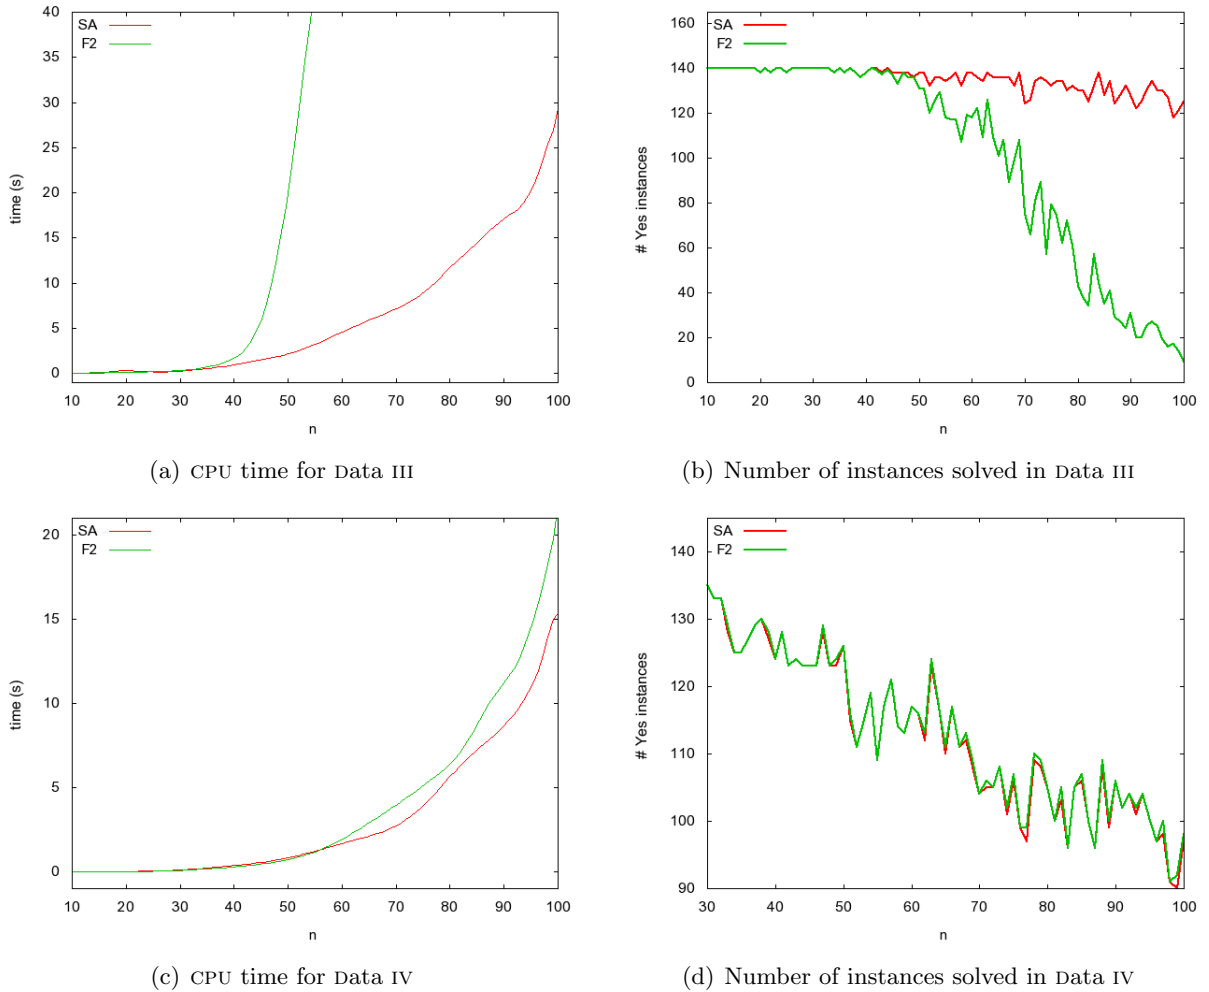 40
35
30
25
20
15
10
5
0
time (s)
SA
F2
10 20 30 40 50 60 70 80 90 100
n
(a) CPU time for Data III
160
140
120
100
80
60
40
20
0
# Yes instances
SA
F2
10 20 30 40 50 60 70 80 90 100
n
(b) Number of instances solved in Data III
20
15
10
5
0
time (s)
SA
F2
10 20 30 40 50 60 70 80 90 100
n
(c) CPU time for Data IV
140
130
120
110
100
90
# Yes instances
SA
F2
30 40 50 60 70 80 90 100
n
(d) Number of instances solved in Data IV